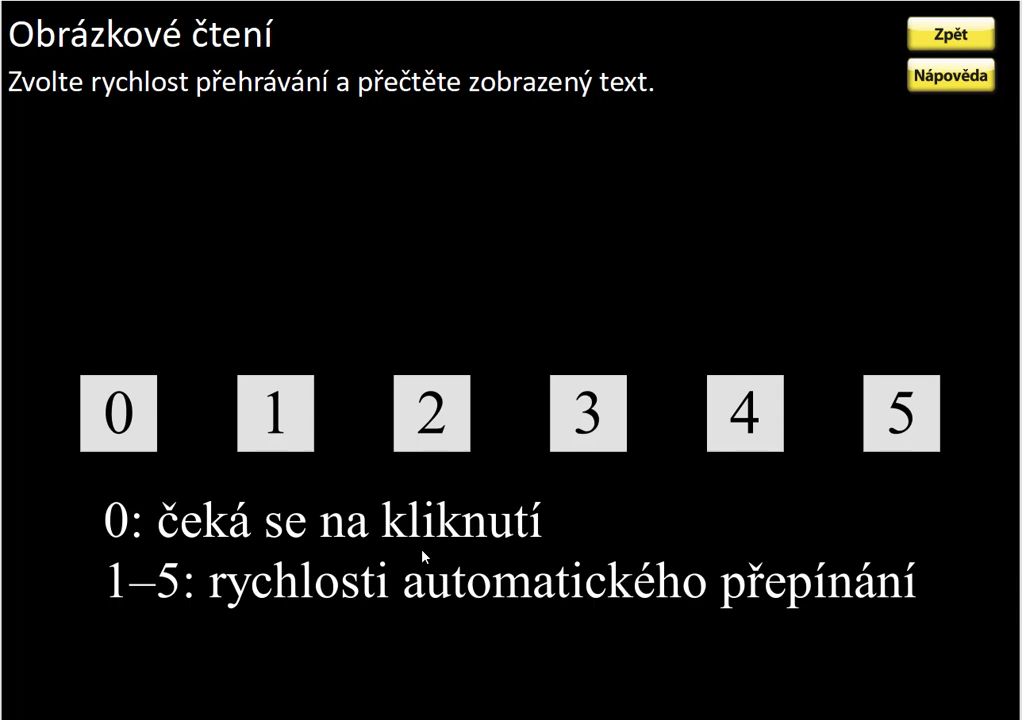 Obrázkové čtení
Zpět
Zvolte rychlost přehrávání a přečtěte zobrazený text.
Nápověda
0 1 2 3 4 5
0: čeká se na kliknutí
1–5: rychlosti automatického přepínání